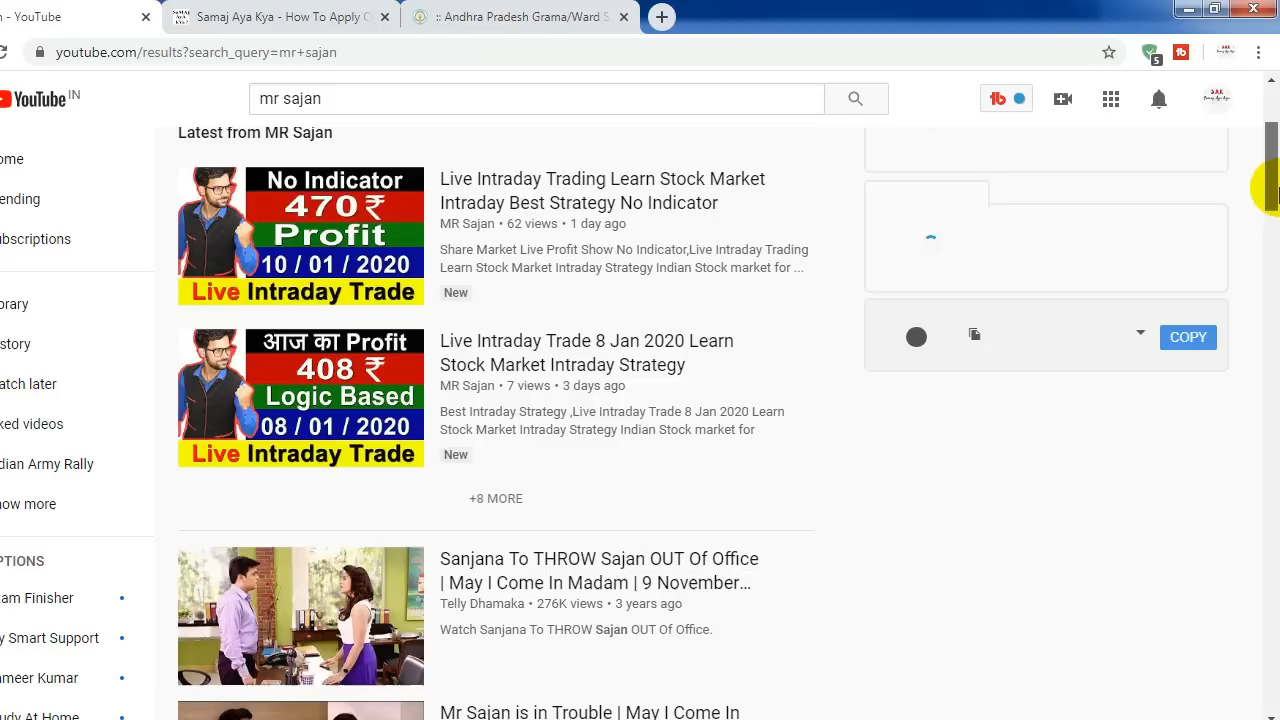 - YouTube
Samaj Aya Kya - How To Apply O
:: Andhra Pradesh Grama/Ward S
youtube.com/results?search_query=mr+sajan
5
YouTube IN
mr sajan
Latest from MR Sajan
ome
ending
ubscriptions
brary
story
atch later
ked videos
dian Army Rally
how more
PTIONS
tam Finisher
y Smart Support
ameer Kumar
udy At Home
No Indicator
470 ₹
Profit
10 / 01 / 2020
Live Intraday Trade
Live Intraday Trading Learn Stock Market
Intraday Best Strategy No Indicator
MR Sajan • 62 views • 1 day ago
Share Market Live Profit Show No Indicator,Live Intraday Trading
Learn Stock Market Intraday Strategy Indian Stock market for ...
New
आज का Profit
408 ₹
Logic Based
08 / 01 / 2020
Live Intraday Trade
Live Intraday Trade 8 Jan 2020 Learn
Stock Market Intraday Strategy
MR Sajan • 7 views • 3 days ago
Best Intraday Strategy ,Live Intraday Trade 8 Jan 2020 Learn
Stock Market Intraday Strategy Indian Stock market for
New
+8 MORE
Sanjana To THROW Sajan OUT Of Office
| May I Come In Madam | 9 November...
Telly Dhamaka • 276K views • 3 years ago
Watch Sanjana To THROW Sajan OUT Of Office.
Mr Sajan is in Trouble | May I Come In
COPY